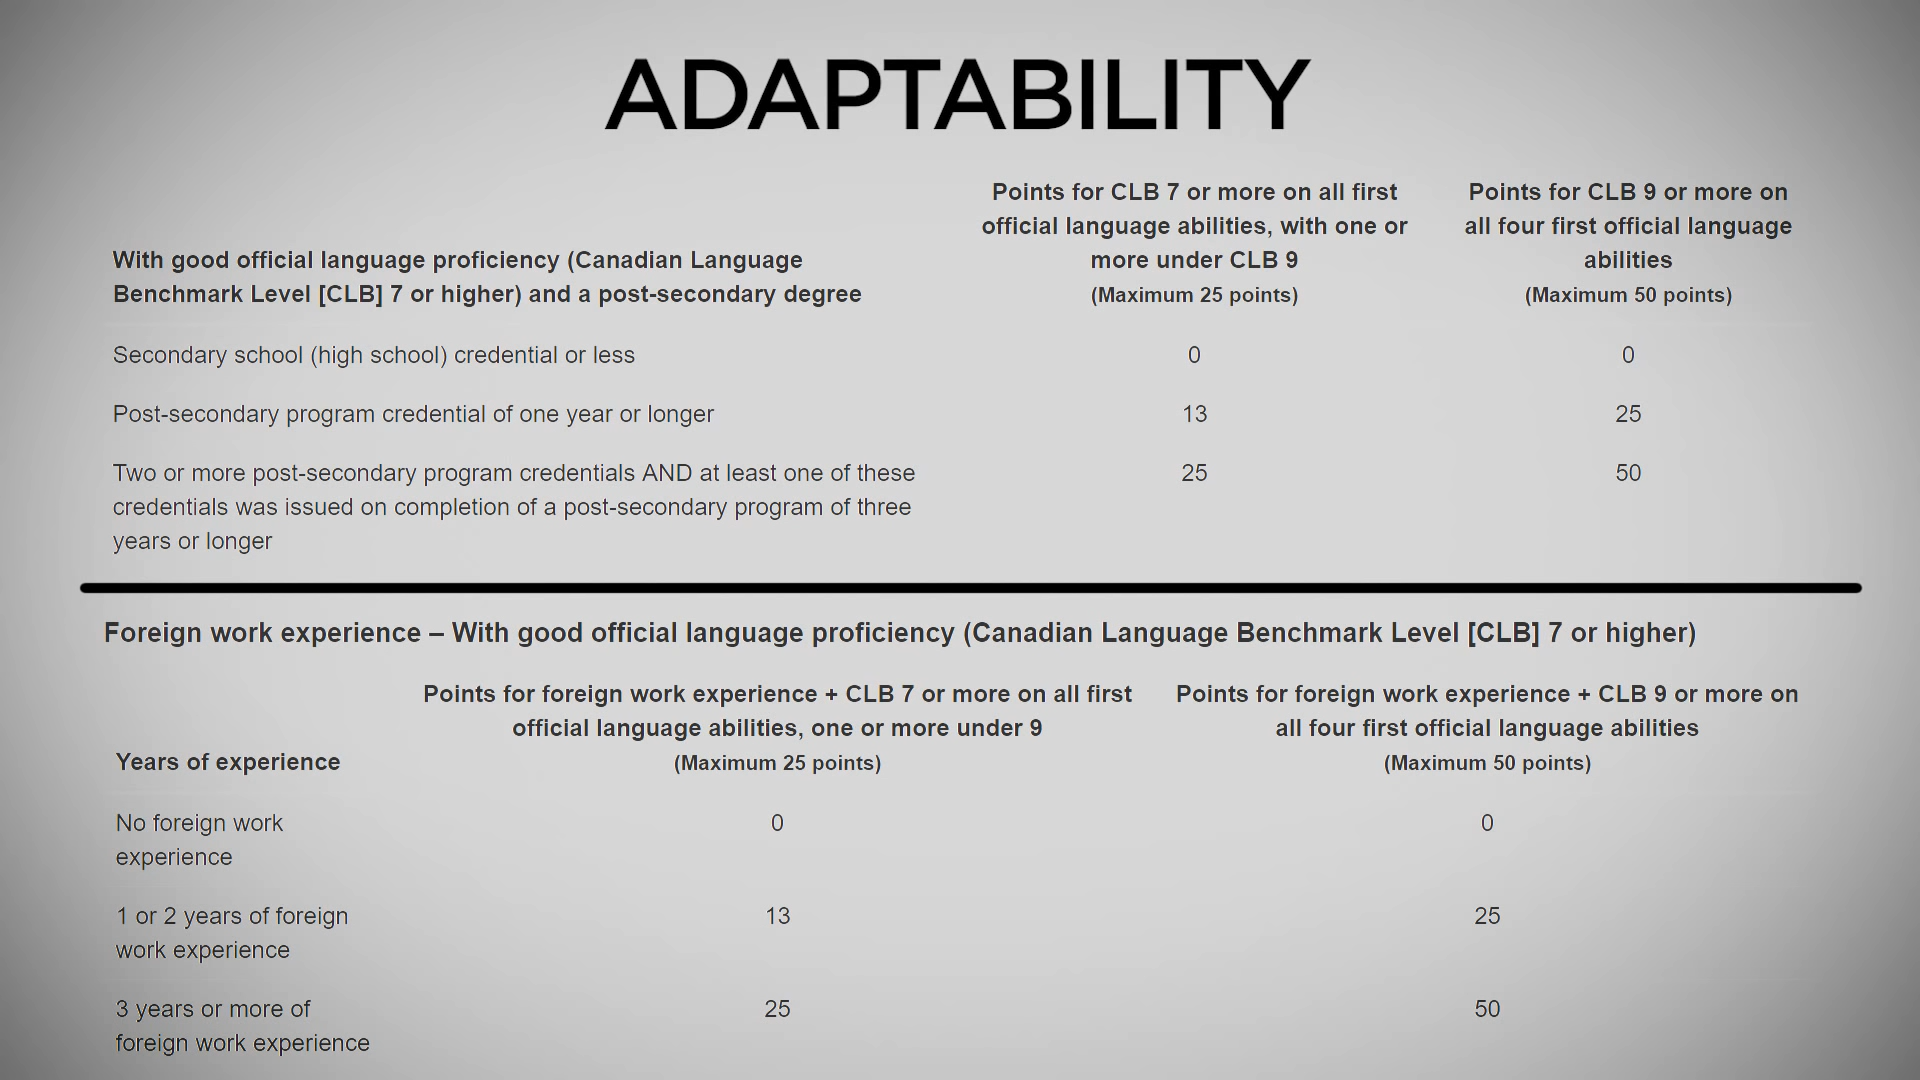 ADAPTABILITY
With good official language proficiency (Canadian Language
Benchmark Level [CLB] 7 or higher) and a post-secondary degree
Points for CLB 7 or more on all first
official language abilities, with one or
more under CLB 9
(Maximum 25 points)
Points for CLB 9 or more on
all four first official language
abilities
(Maximum 50 points)
Secondary school (high school) credential or less 0 0
Post-secondary program credential of one year or longer 13 25
Two or more post-secondary program credentials AND at least one of these 25 50
credentials was issued on completion of a post-secondary program of three
years or longer
Foreign work experience – With good official language proficiency (Canadian Language Benchmark Level [CLB] 7 or higher)
Years of experience
Points for foreign work experience + CLB 7 or more on all first
official language abilities, one or more under 9
(Maximum 25 points)
Points for foreign work experience + CLB 9 or more on
all four first official language abilities
(Maximum 50 points)
No foreign work 0 0
experience
1 or 2 years of foreign 13 25
work experience
3 years or more of 25 50
foreign work experience